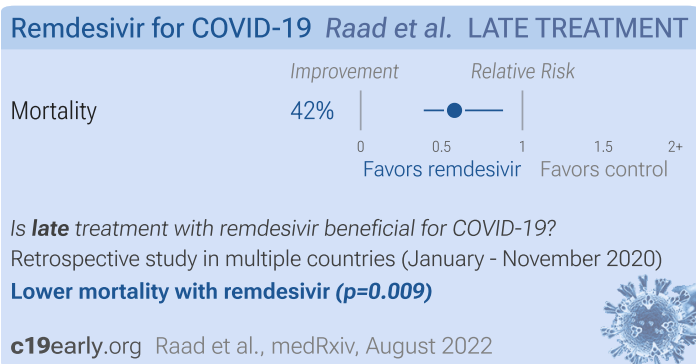 Remdesivir for COVID-19 Raad et al. LATE TREATMENT
Improvement Relative Risk
Mortality 42%
0 0.5 1 1.5 2+
Favors remdesivir Favors control
Is late treatment with remdesivir beneficial for COVID-19?
Retrospective study in multiple countries (January - November 2020)
Lower mortality with remdesivir (p=0.009)
c19early.org Raad et al., medRxiv, August 2022